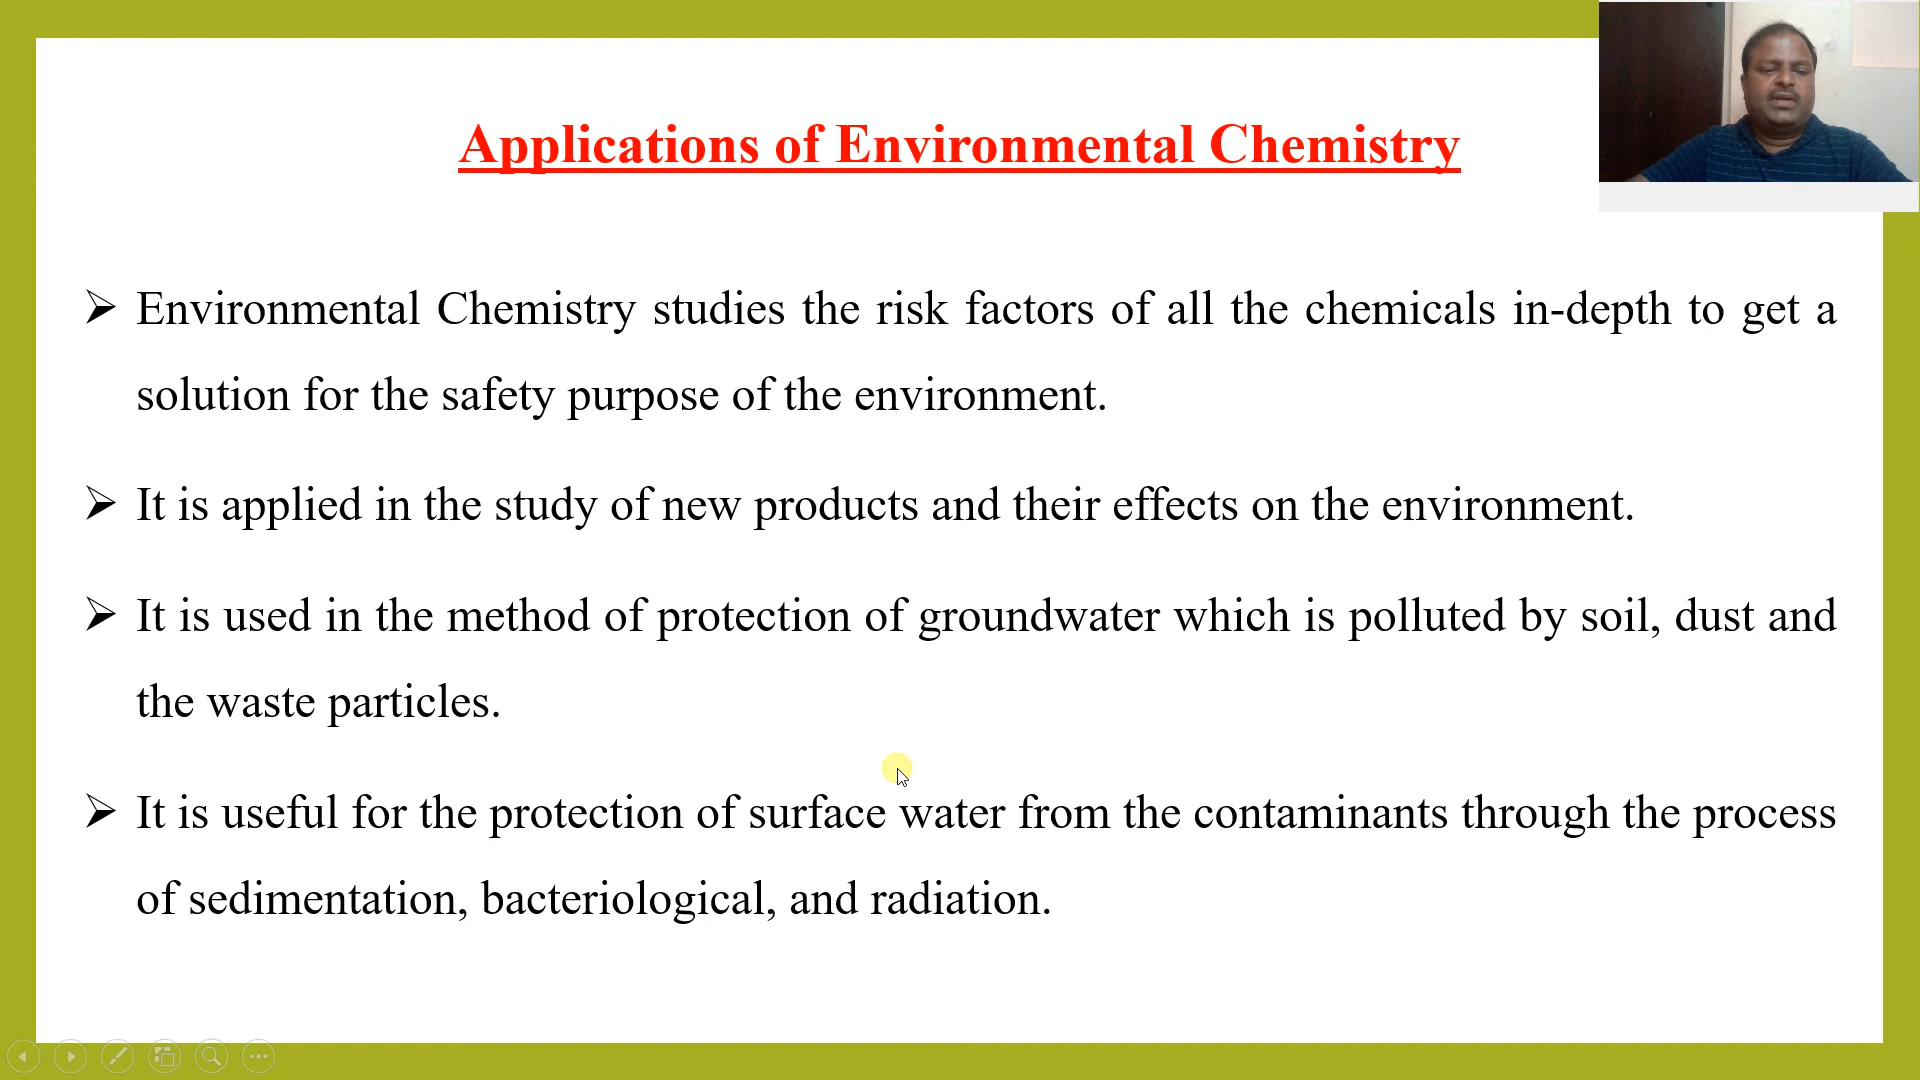 Applications of Environmental Chemistry
➢ Environmental Chemistry studies the risk factors of all the chemicals in-depth to get a
solution for the safety purpose of the environment.
➢ It is applied in the study of new products and their effects on the environment.
➢ It is used in the method of protection of groundwater which is polluted by soil, dust and
the waste particles.
➢ It is useful for the protection of surface water from the contaminants through the process
of sedimentation, bacteriological, and radiation.